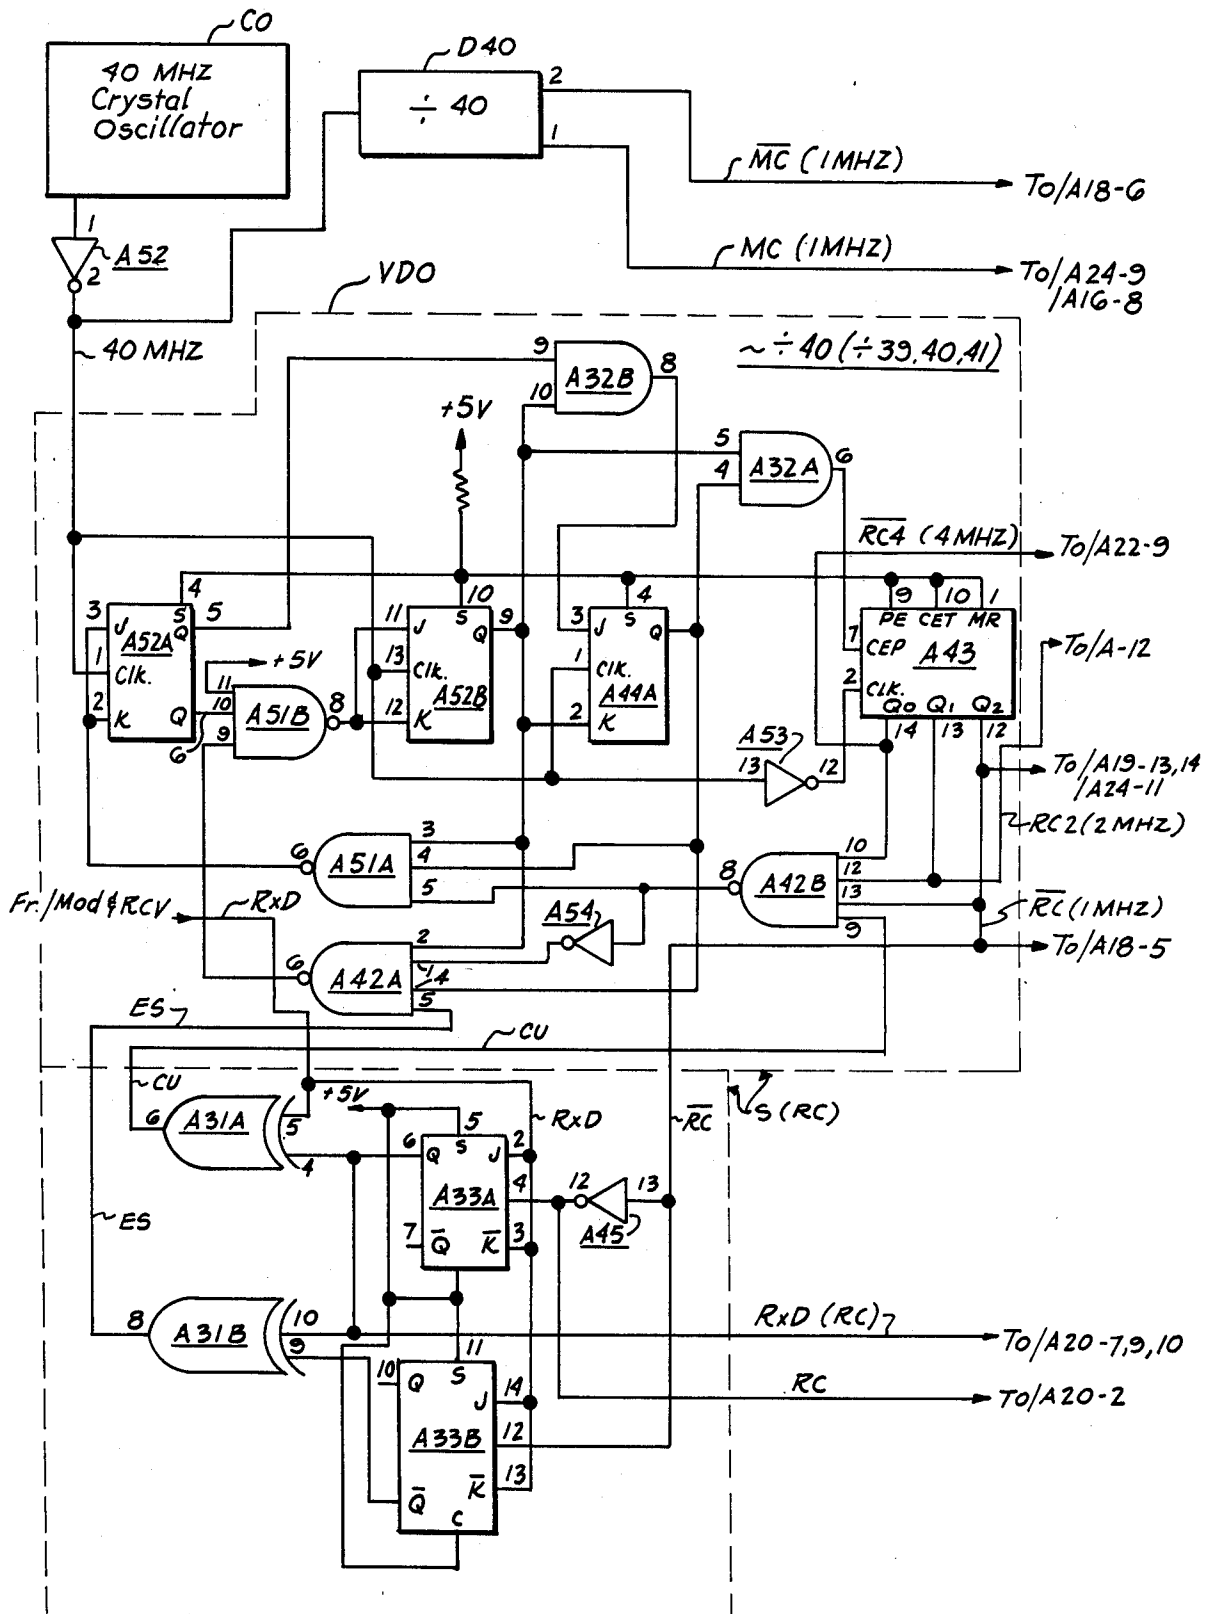 CO
40 MHZ
Crystal
Oscillator
D40
÷ 40
2
1
M̅C̅ (1MHZ)
To/A18-6
MC (1MHZ)
To/A24-9
/A16-8
1
A52
2
40 MHZ
VDO
~ ÷ 40 (÷ 39,40,41)
9
10
A32B
8
+5V
5
4
A32A
6
R̅C̅4̅ (4MHZ)
To/A22-9
3
J
4
S
Q
5
A52A
1
Clk.
2
K
Q
6
+5V
11
10
9
A51B
8
11
J
10
S
Q
9
13
Clk.
A52B
12
K
3
J
4
S
Q
1
Clk.
A44A
2
K
9
10
1
PE CET MR
7
CEP
A43
2
CLK.
Q0 Q1 Q2
14
13
12
To/A-12
A53
13
12
To/A19-13,14
/A24-11
RC2 (2MHZ)
6
A51A
3
4
5
8
A42B
10
12
13
9
R̅C̅ (1MHZ)
To/A18-5
Fr./Mod & RCV
RxD
A54
6
A42A
2
1
14
5
ES
CU
CU
S (RC)
6
A31A
5
4
+5V
5
S
6
Q
J
2
RxD
R̅C̅
A33A
4
12
13
A45
7
Q̅
K̅
3
ES
8
A31B
10
9
RxD (RC)
To/A20-7,9,10
11
S
10
Q
J
14
RC
To/A20-2
A33B
12
13
Q̅
K̅
C